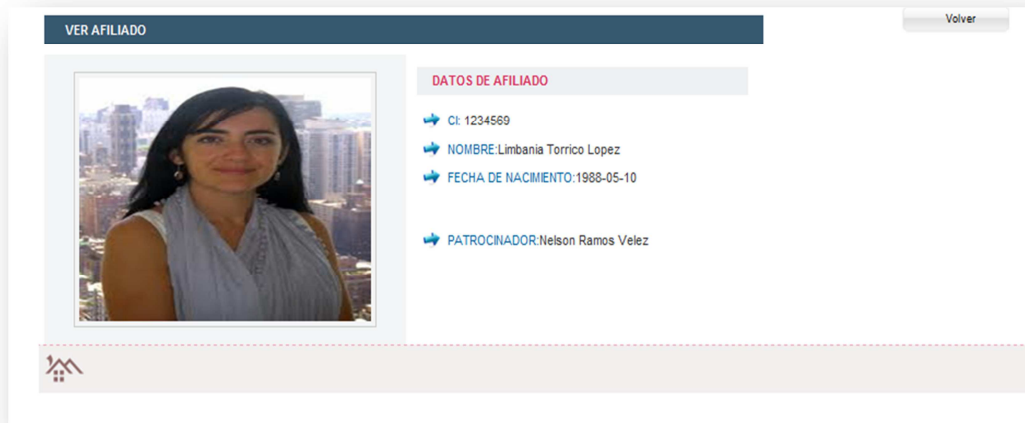 Volver
VER AFILIADO
DATOS DE AFILIADO
CI: 1234569
NOMBRE:Limbania Torrico Lopez
FECHA DE NACIMIENTO:1988-05-10
PATROCINADOR:Nelson Ramos Velez